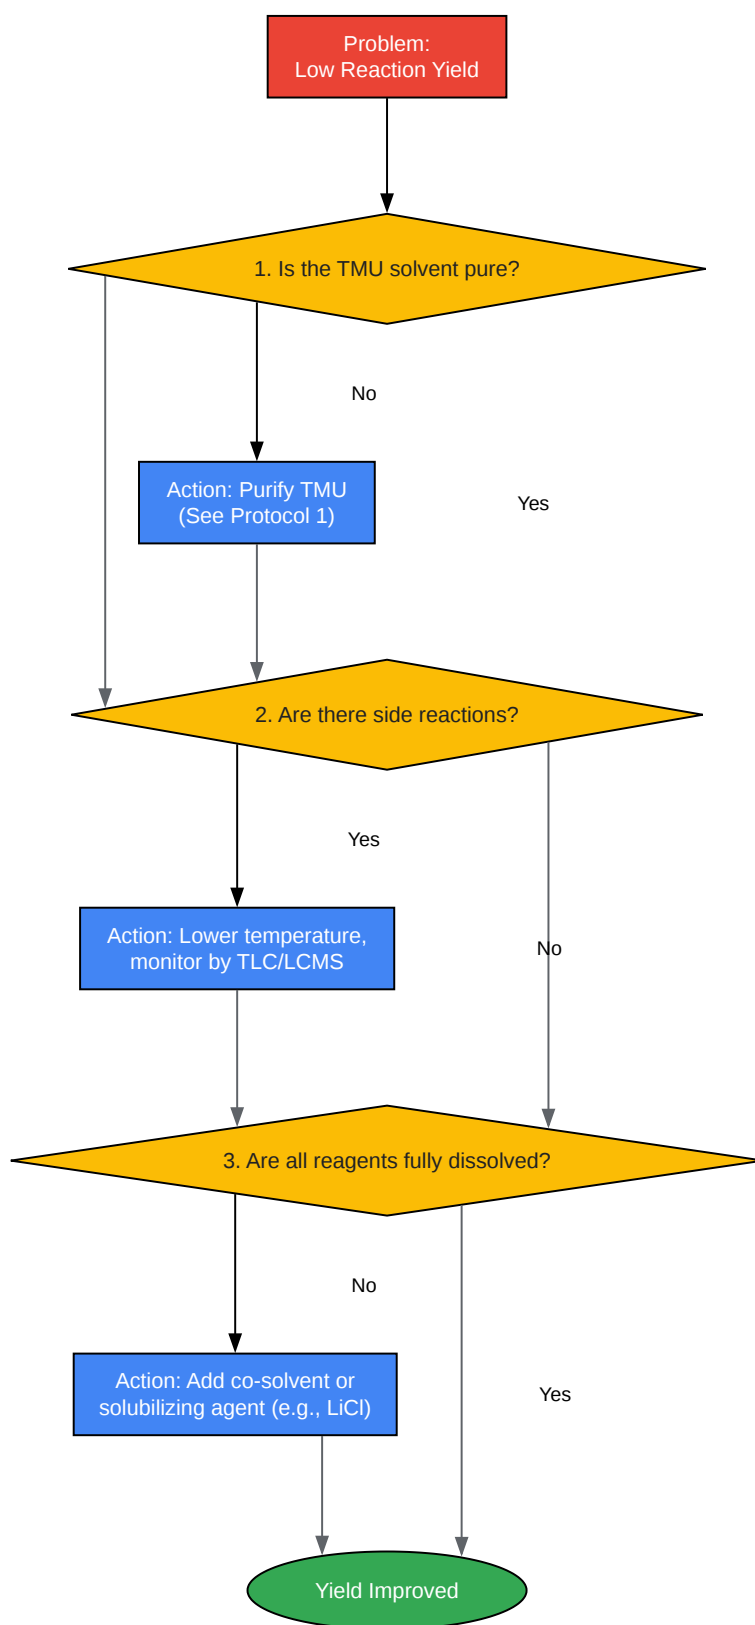 Problem:
Low Reaction Yield
1. Is the TMU solvent pure?
No
Action: Purify TMU
(See Protocol 1)
Yes
2. Are there side reactions?
Yes
Action: Lower temperature,
monitor by TLC/LCMS
No
3. Are all reagents fully dissolved?
No
Action: Add co-solvent or
solubilizing agent (e.g., LiCl)
Yes
Yield Improved